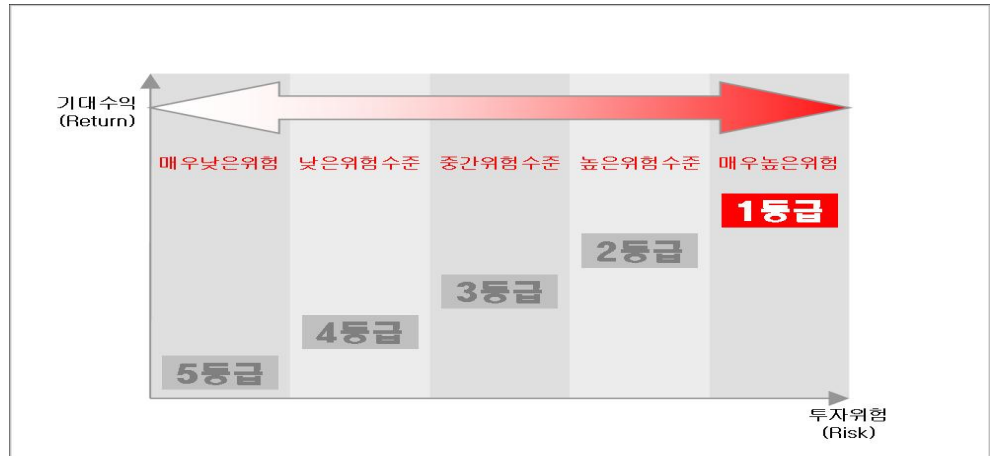 기대수익
(Return)
매우낮은위험 낮은위험수준 중간위험수준 높은위험수준 매우높은위험
1등급
2등급
3등급
4등급
5등급
투자위험
(Risk)